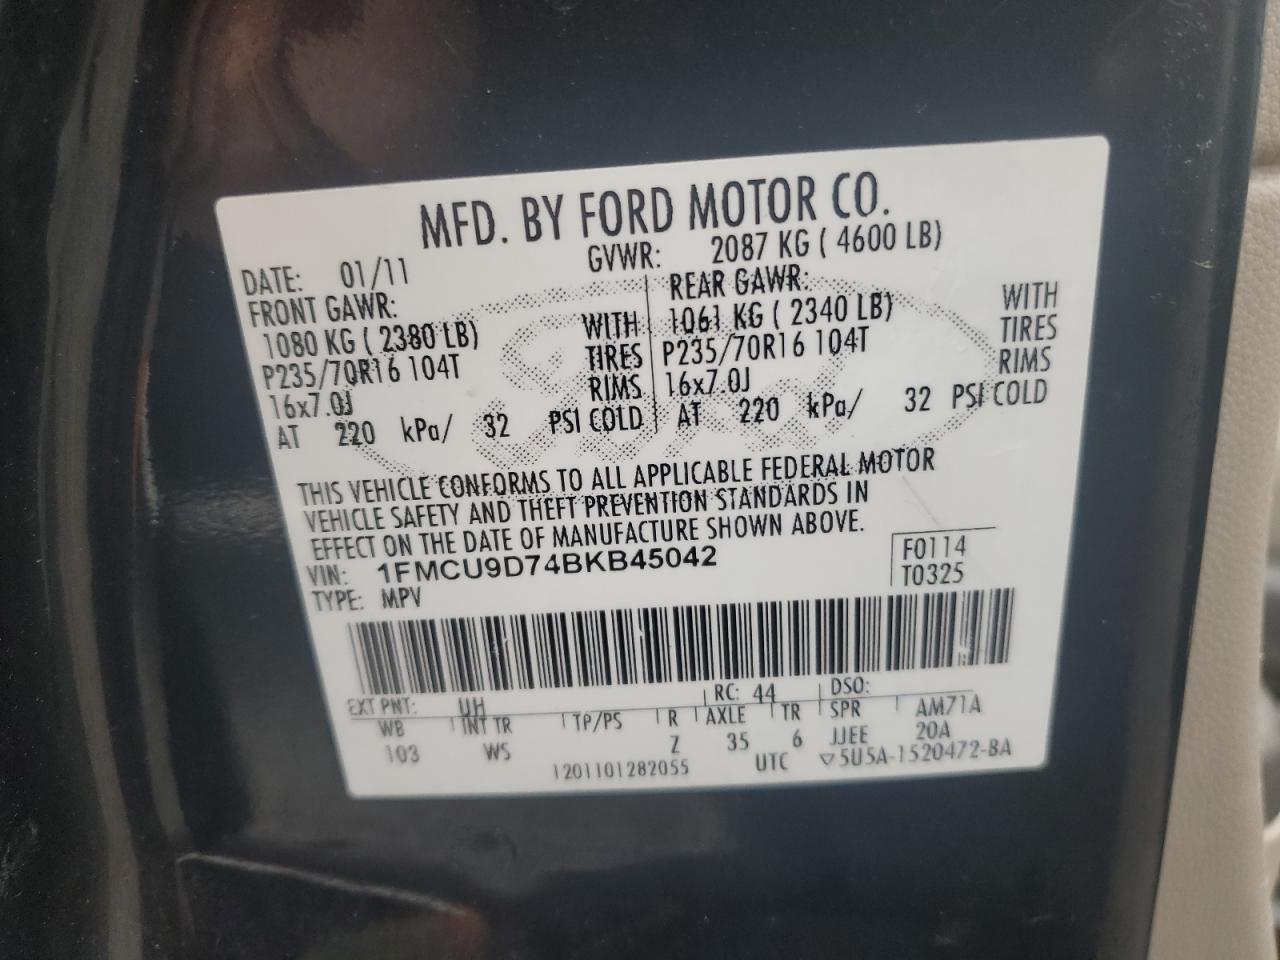 MFD. BY FORD MOTOR CO.
DATE: 01/11 GVWR: 2087 KG ( 4600 LB)
FRONT GAWR: REAR GAWR:
1080 KG ( 2380 LB) WITH 1061 KG ( 2340 LB) WITH
P235/70R16 104T TIRES P235/70R16 104T TIRES
16x7.0J RIMS 16x7.0J RIMS
AT 220 kPa/ 32 PSI COLD AT 220 kPa/ 32 PSI COLD
THIS VEHICLE CONFORMS TO ALL APPLICABLE FEDERAL MOTOR
VEHICLE SAFETY AND THEFT PREVENTION STANDARDS IN
EFFECT ON THE DATE OF MANUFACTURE SHOWN ABOVE.
VIN: 1FMCU9D74BKB45042 F0114
TYPE: MPV T0325
EXT PNT: UH RC: 44 DSO:
WB INT TR TP/PS R AXLE TR SPR AM71A
103 WS Z 35 6 JJEE 20A
1201101282055 UTC ▽5U5A-1520472-BA